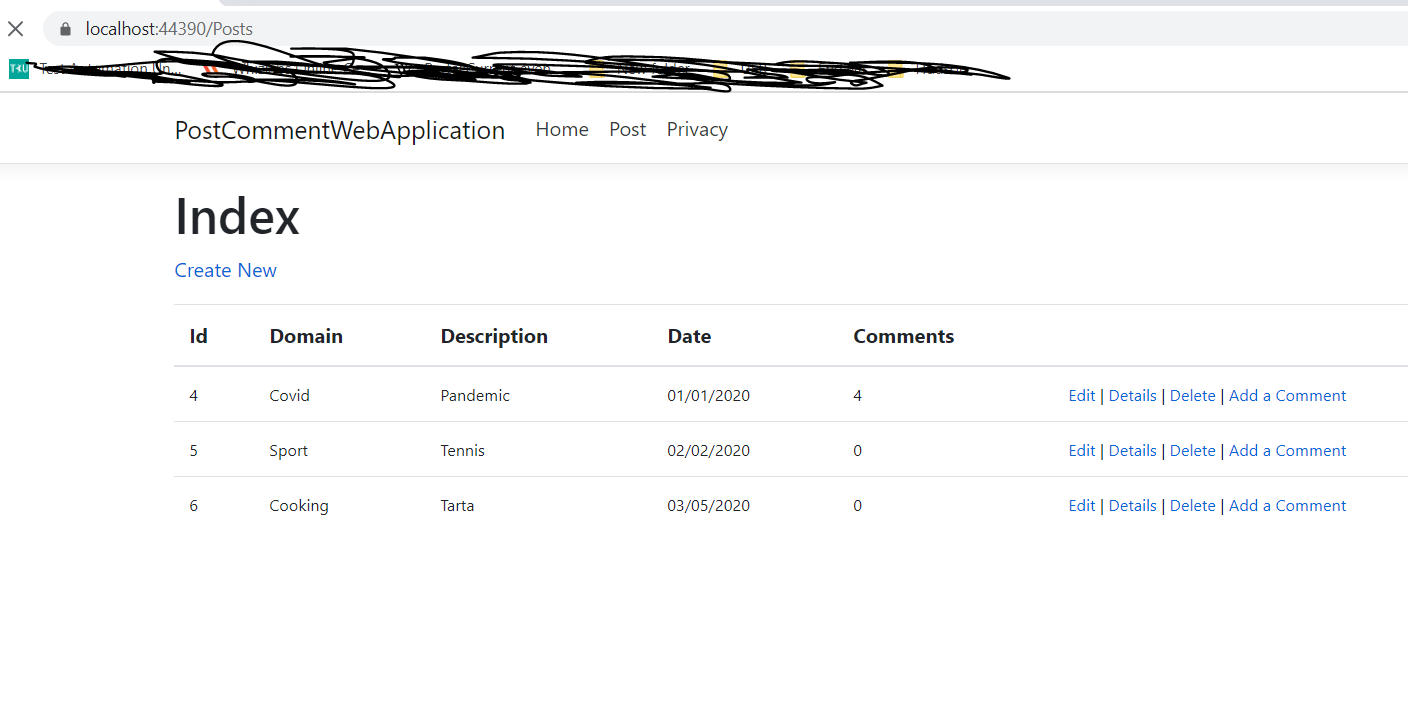 localhost:44390/Posts
PostCommentWebApplication Home Post Privacy
Index
Create New
Id Domain Description Date Comments
4 Covid Pandemic 01/01/2020 4 Edit | Details | Delete | Add a Comment
5 Sport Tennis 02/02/2020 0 Edit | Details | Delete | Add a Comment
6 Cooking Tarta 03/05/2020 0 Edit | Details | Delete | Add a Comment